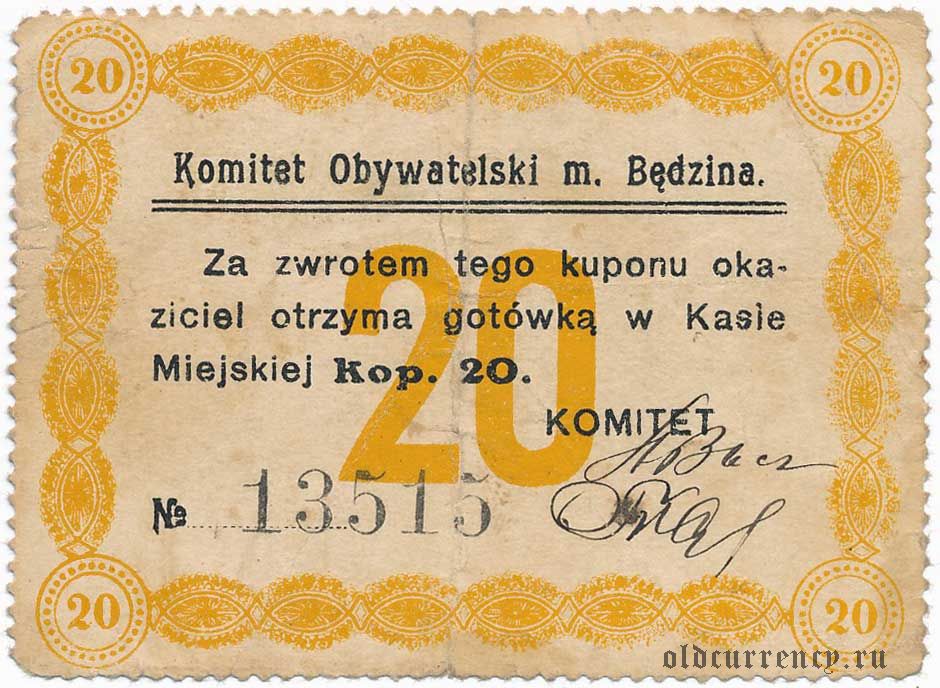 20 20
Komitet Obywatelski m. Będzina.
Za zwrotem tego kuponu oka-
ziciel otrzyma gotówką w Kasie
Miejskiej Kop. 20.
20
KOMITET
№ 13515
20 20
oldcurrency.ru